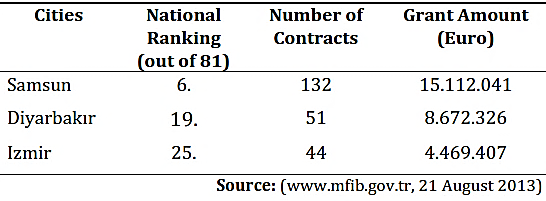 Cities National Number of Grant Amount
Ranking Contracts (Euro)
(out of 81)
Samsun 6. 132 15.112.041
Diyarbakır 19. 51 8.672.326
Izmir 25. 44 4.469.407
Source: (www.mfib.gov.tr, 21 August 2013)